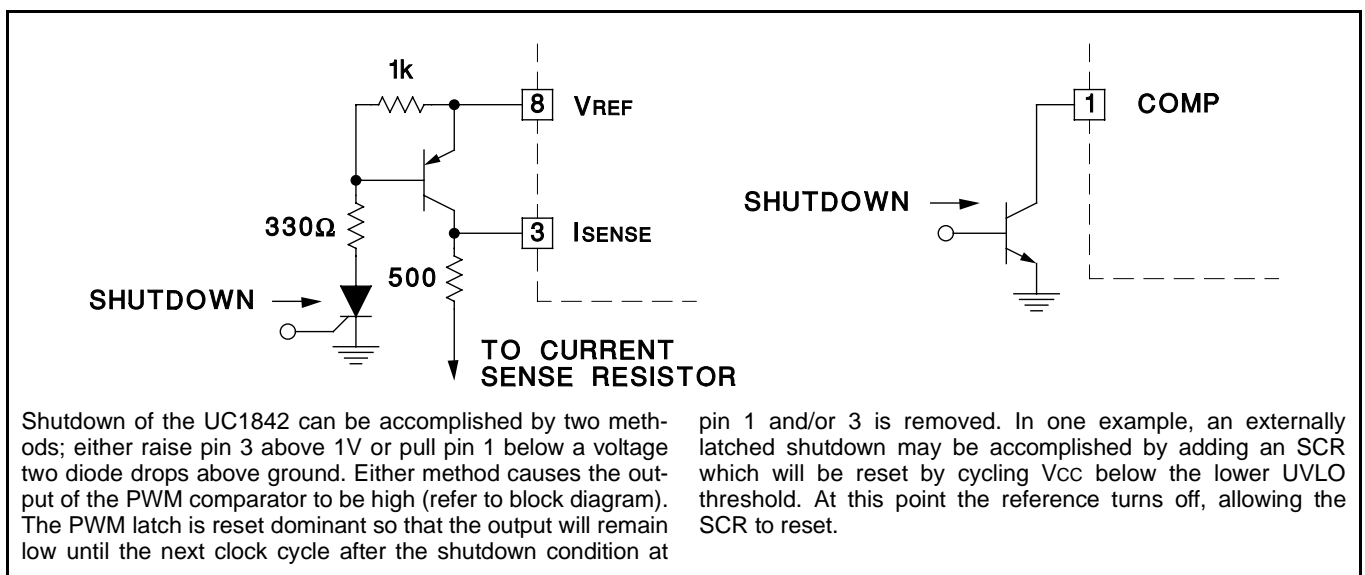 1k
8 VREF
330Ω
3 ISENSE
500
SHUTDOWN
TO CURRENT
SENSE RESISTOR
1 COMP
SHUTDOWN
Shutdown of the UC1842 can be accomplished by two meth-
ods; either raise pin 3 above 1V or pull pin 1 below a voltage
two diode drops above ground. Either method causes the out-
put of the PWM comparator to be high (refer to block diagram).
The PWM latch is reset dominant so that the output will remain
low until the next clock cycle after the shutdown condition at
pin 1 and/or 3 is removed. In one example, an externally
latched shutdown may be accomplished by adding an SCR
which will be reset by cycling VCC below the lower UVLO
threshold. At this point the reference turns off, allowing the
SCR to reset.